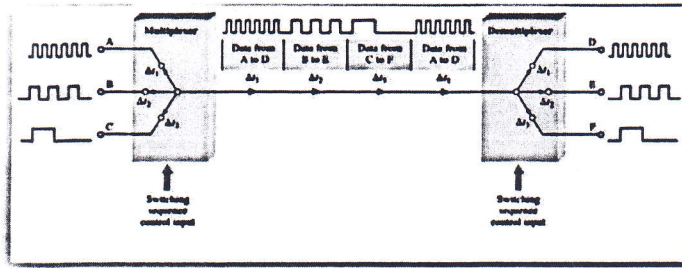 Multiplexer
Demultiplexer
A
B
C
Data from
A to D
Data from
B to E
Data from
C to F
Data from
A to D
Δt₁
Δt₂
Δt₃
Δt₁
Δt₂
Δt₃
Δt₁
Δt₁
Δt₂
Δt₃
D
E
F
Switching
sequence
control input
Switching
sequence
control input